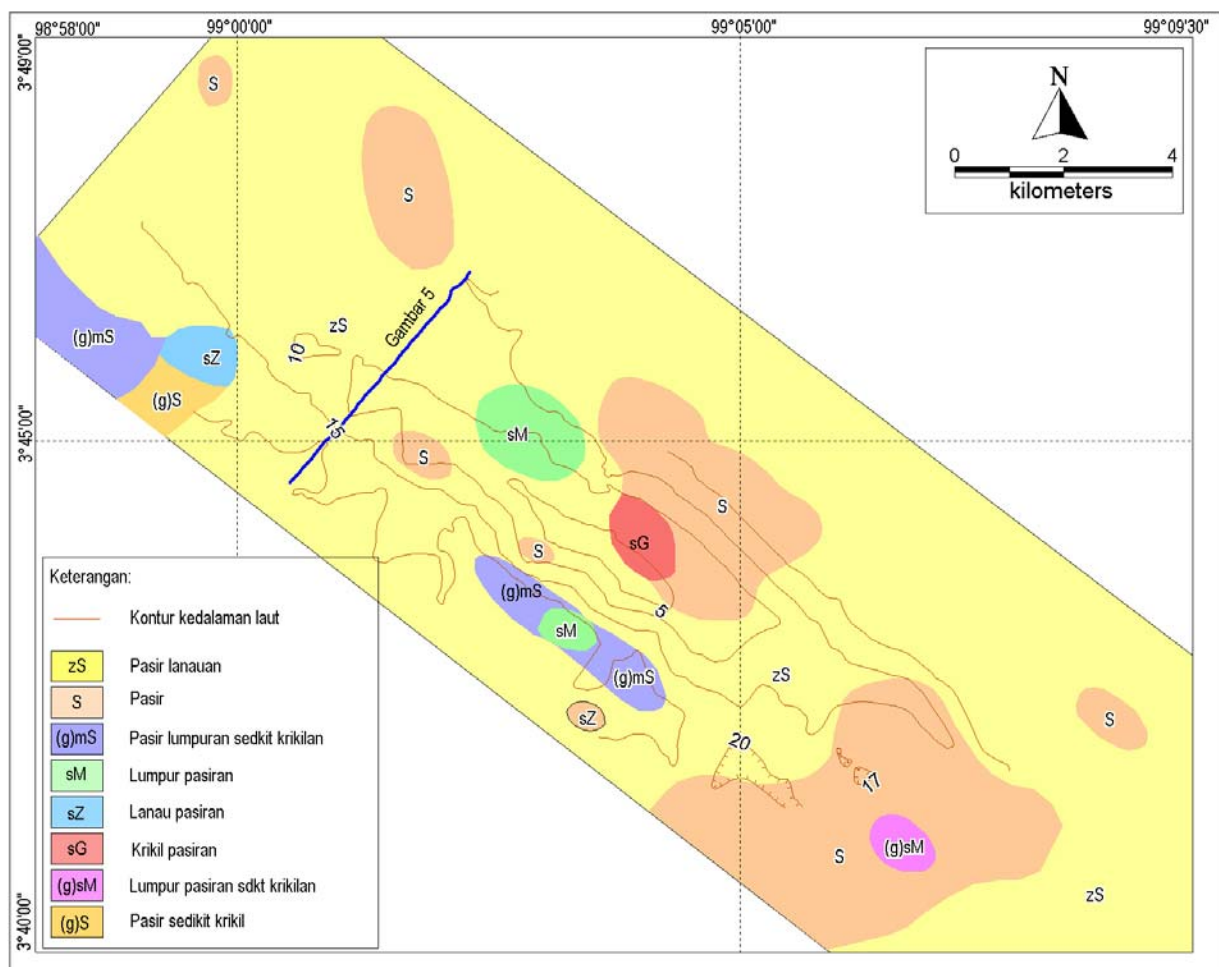 98°58'00" 99°00'00" 99°05'00" 99°09'30"
3°49'00"
3°45'00"
3°40'00"
N
0 2 4
kilometers
S
S
Gambar 5
zS
10
(g)mS
sZ
(g)S
15
S
sM
S
sG
S
5
(g)mS
sM
(g)mS
zS
sZ
S
20
17
S
(g)sM
zS
Keterangan:
Kontur kedalaman laut
zS Pasir lanauan
S Pasir
(g)mS Pasir lumpuran sedkit krikilan
sM Lumpur pasiran
sZ Lanau pasiran
sG Krikil pasiran
(g)sM Lumpur pasiran sdkt krikilan
(g)S Pasir sedikit krikil